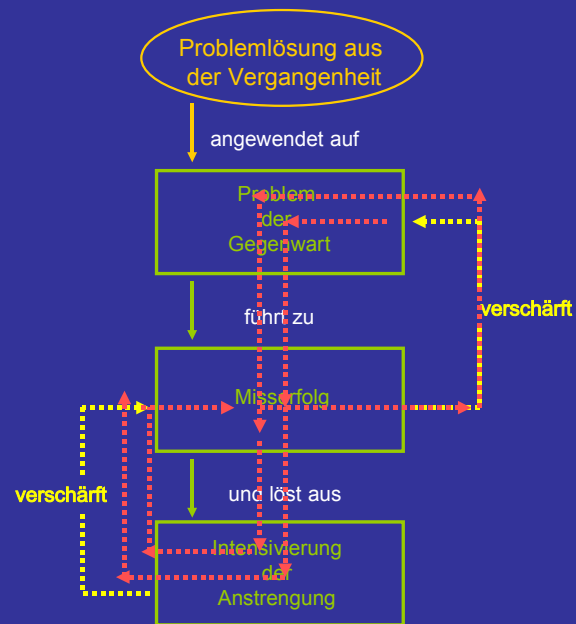 Problemlösung aus
der Vergangenheit
angewendet auf
Problem
der
Gegenwart
führt zu
verschärft
Misserfolg
verschärft
und löst aus
Intensivierung
der
Anstrengung